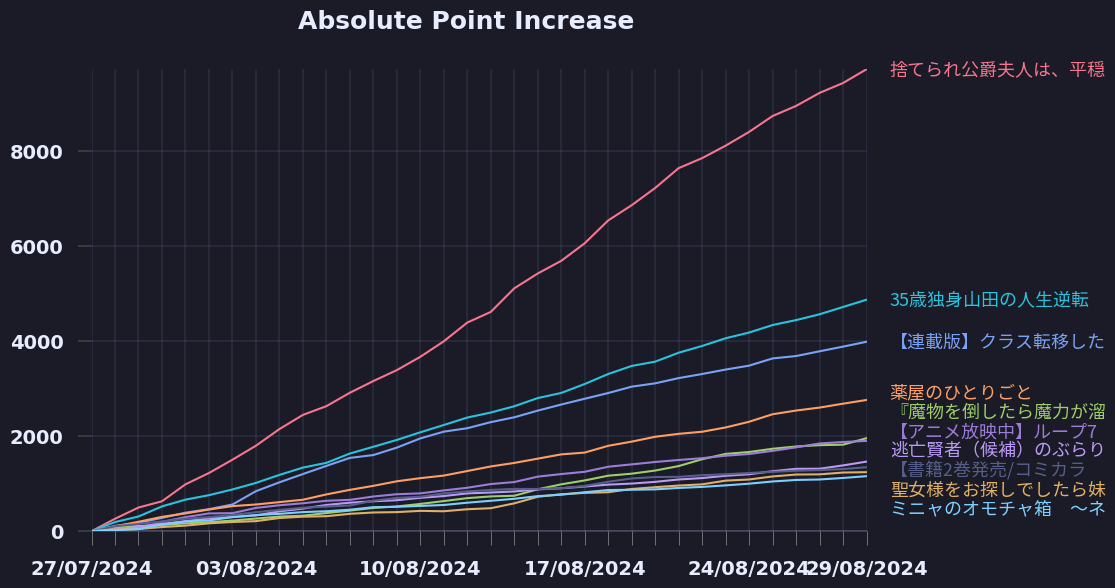 Absolute Point Increase
捨てられ公爵夫人は、平穏
8000
6000
35歳独身山田の人生逆転
4000
【連載版】クラス転移した
薬屋のひとりごと
『魔物を倒したら魔力が溜
2000
【アニメ放映中】ループ7
逃亡賢者（候補）のぶらり
【書籍2巻発売/コミカラ
聖女様をお探しでしたら妹
ミニャのオモチャ箱　～ネ
0
27/07/2024 03/08/2024 10/08/2024 17/08/2024 24/08/2024 29/08/2024